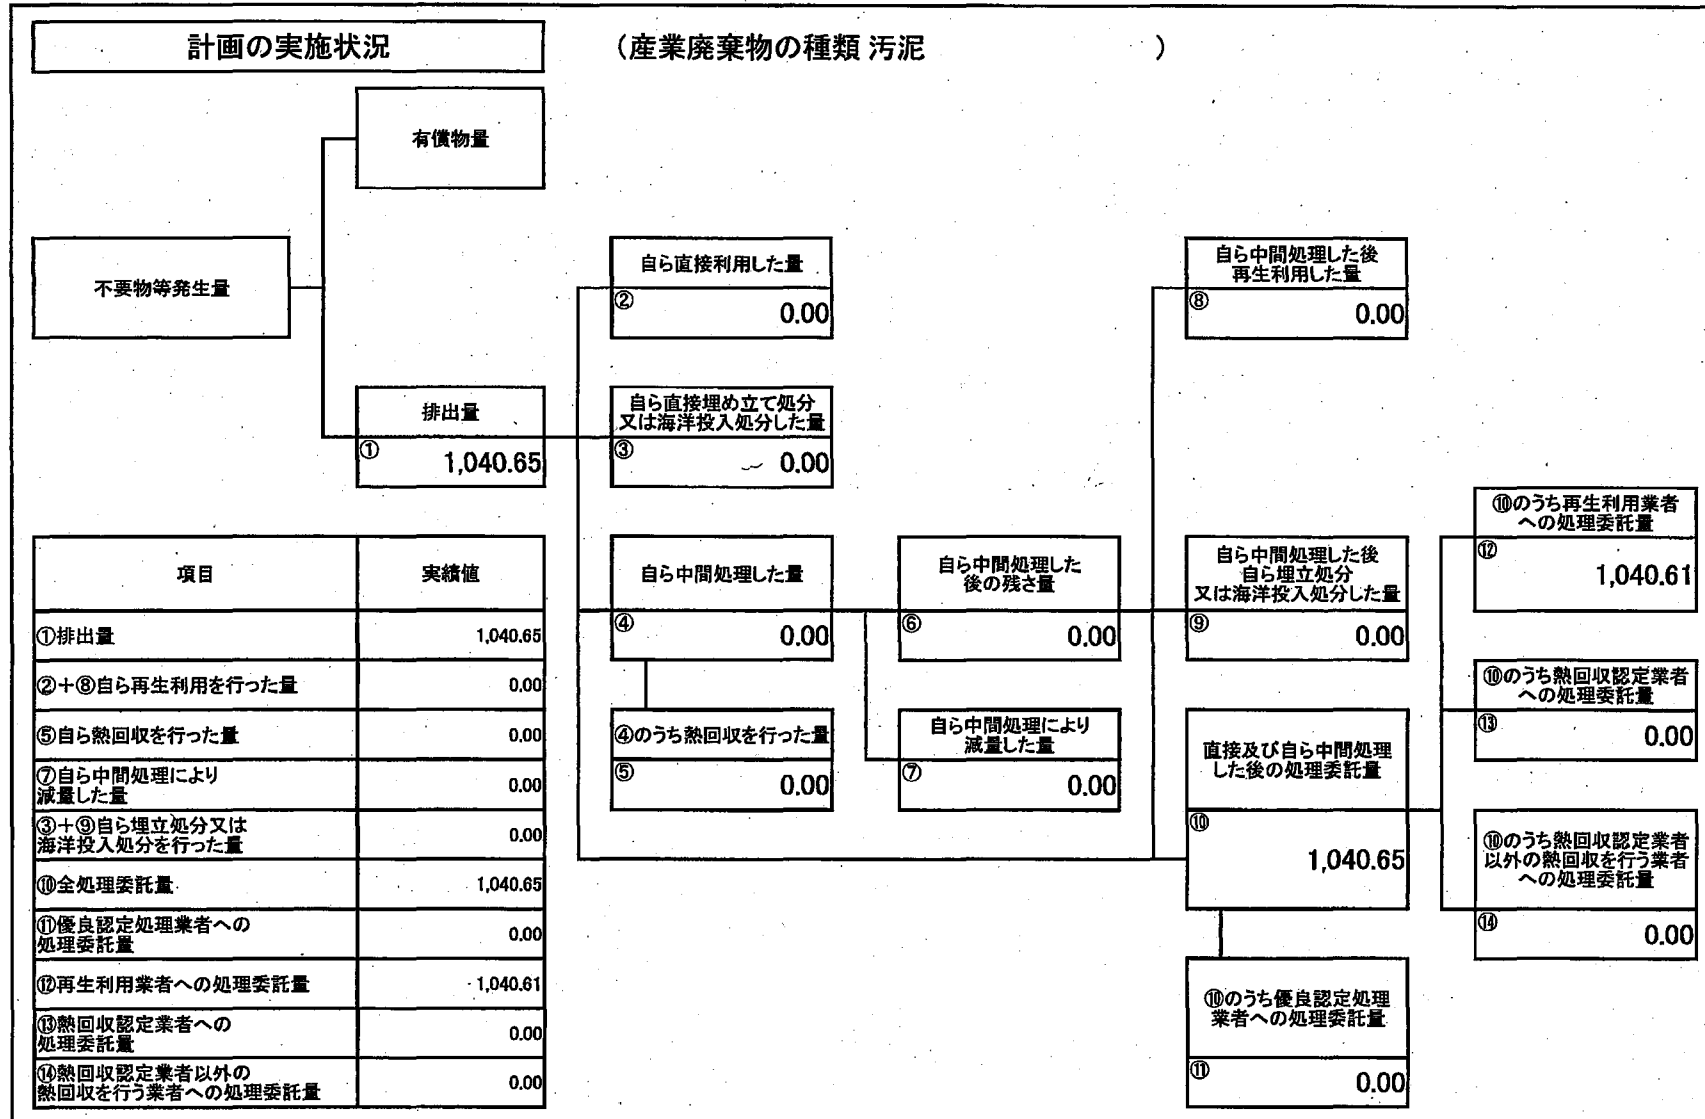 計画の実施状況
(産業廃棄物の種類 汚泥 )
有償物量
不要物等発生量
排出量
① 1,040.65
自ら直接利用した量
② 0.00
自ら直接埋め立て処分
又は海洋投入処分した量
③ 0.00
自ら中間処理した量
④ 0.00
④のうち熱回収を行った量
⑤ 0.00
自ら中間処理した
後の残さ量
⑥ 0.00
自ら中間処理により
減量した量
⑦ 0.00
自ら中間処理した後
再生利用した量
⑧ 0.00
自ら中間処理した後
自ら埋立処分
又は海洋投入処分した量
⑨ 0.00
直接及び自ら中間処理
した後の処理委託量
⑩ 1,040.65
⑩のうち優良認定処理
業者への処理委託量
⑪ 0.00
⑩のうち再生利用業者
への処理委託量
⑫ 1,040.61
⑩のうち熱回収認定業者
への処理委託量
⑬ 0.00
⑩のうち熱回収認定業者
以外の熱回収を行う業者
への処理委託量
⑭ 0.00
項目 実績値
①排出量 1,040.65
②+⑧自ら再生利用を行った量 0.00
⑤自ら熱回収を行った量 0.00
⑦自ら中間処理により
減量した量 0.00
③+⑨自ら埋立処分又は
海洋投入処分を行った量 0.00
⑩全処理委託量 1,040.65
⑪優良認定処理業者への
処理委託量 0.00
⑫再生利用業者への処理委託量 1,040.61
⑬熱回収認定業者への
処理委託量 0.00
⑭熱回収認定業者以外の
熱回収を行う業者への処理委託量 0.00